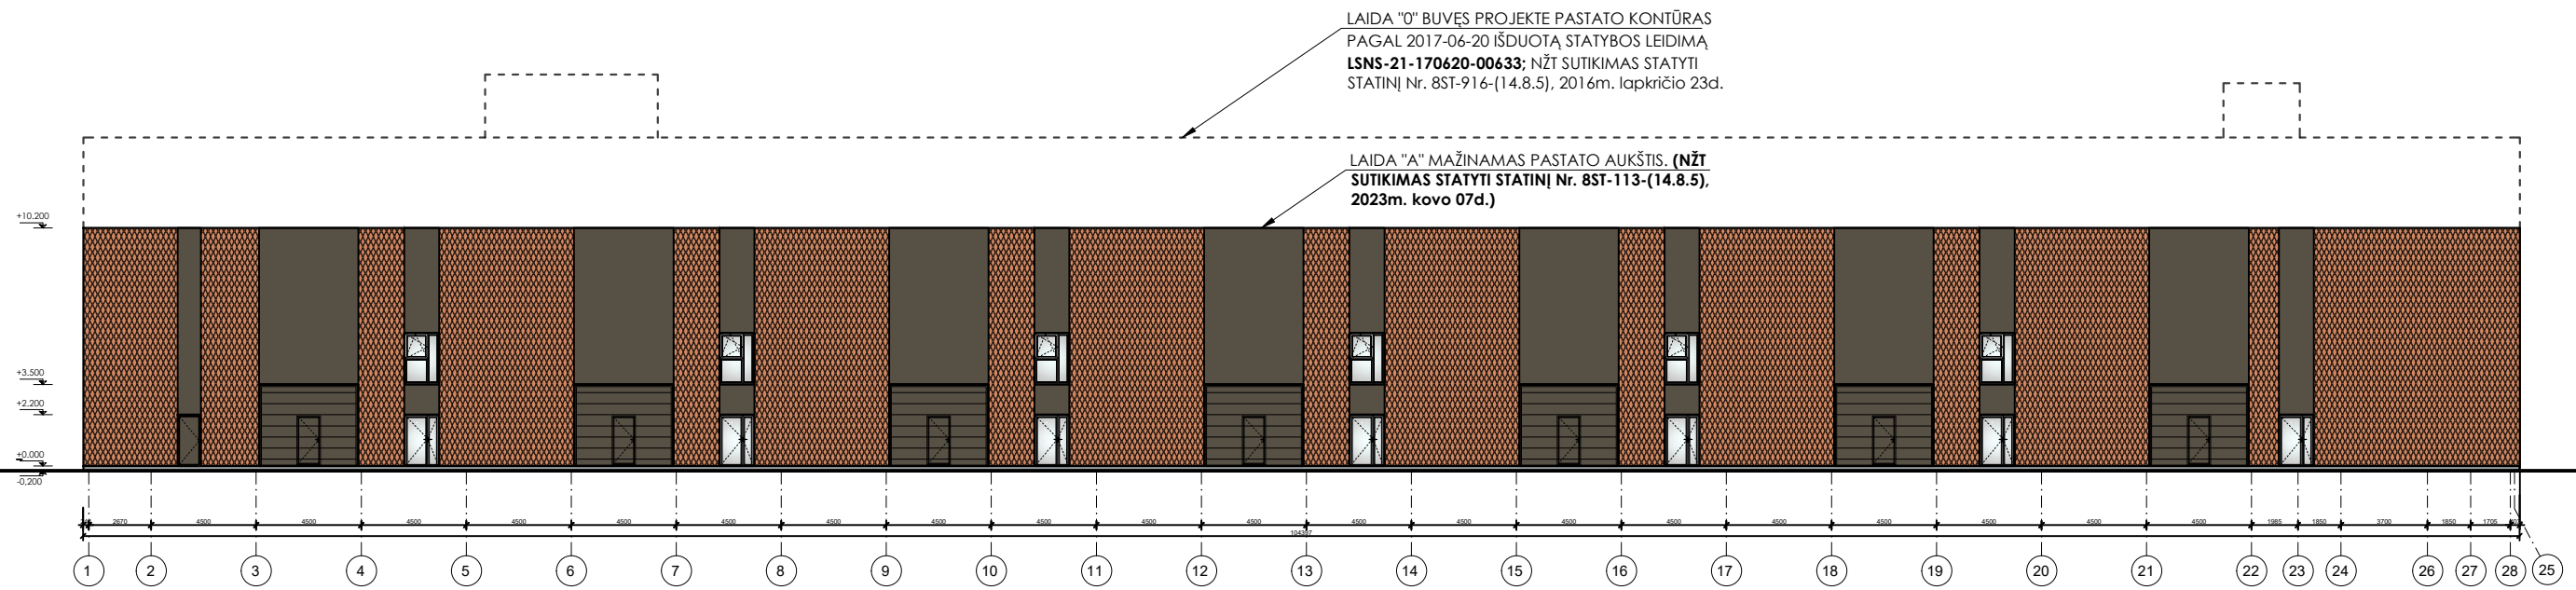 LAIDA "0" BUVĘS PROJEKTE PASTATO KONTŪRAS
PAGAL 2017-06-20 IŠDUOTĄ STATYBOS LEIDIMĄ
LSNS-21-170620-00633; NŽT SUTIKIMAS STATYTI
STATINĮ Nr. 8ST-916-(14.8.5), 2016m. lapkričio 23d.
LAIDA "A" MAŽINAMAS PASTATO AUKŠTIS. (NŽT
SUTIKIMAS STATYTI STATINĮ Nr. 8ST-113-(14.8.5),
2023m. kovo 07d.)
+10.200
+3.500
+2.200
+0.000
-0,200
2670 4500 4500 4500 4500 4500 4500 4500 4500 4500 4500 4500 4500 4500 4500 4500 4500 4500 4500 4500 4500 1985 1850 3700 1850 1705
1 2 3 4 5 6 7 8 9 10 11 12 13 14 15 16 17 18 19 20 21 22 23 24 26 27 28 25